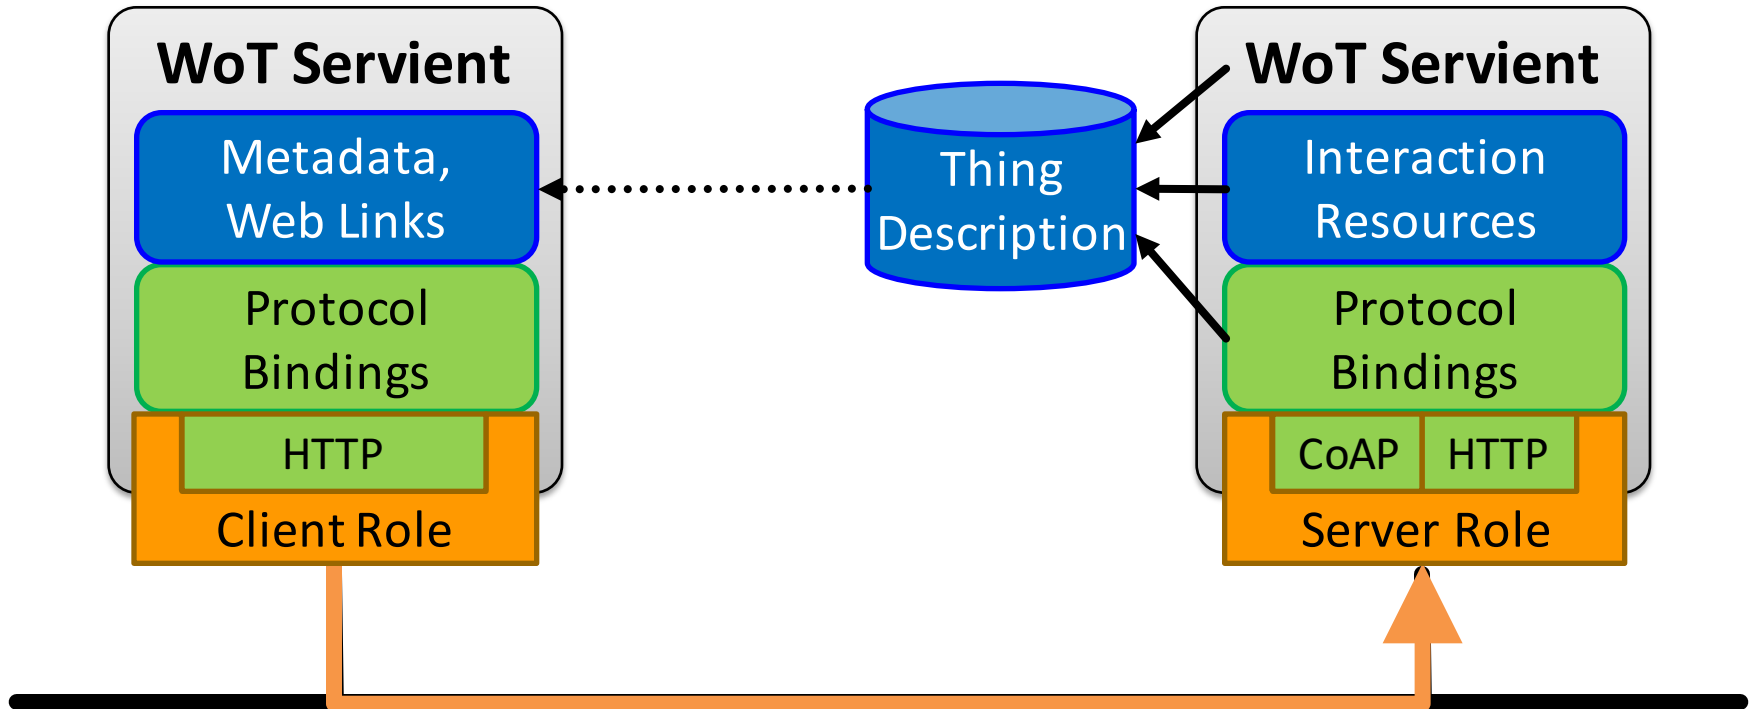 WoT Servient
Metadata,
Web Links
Protocol
Bindings
HTTP
Client Role
Thing
Description
WoT Servient
Interaction
Resources
Protocol
Bindings
CoAP
HTTP
Server Role